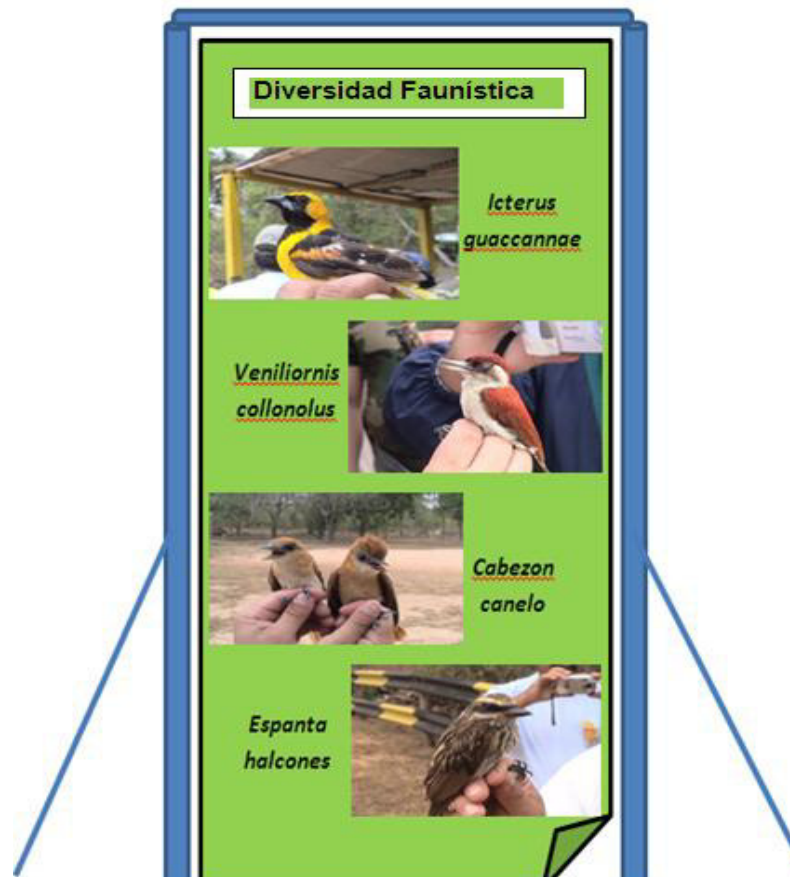 Diversidad Faunística
Icterus
guaccannae
Veniliornis
collonolus
Cabezon
canelo
Espanta
halcones